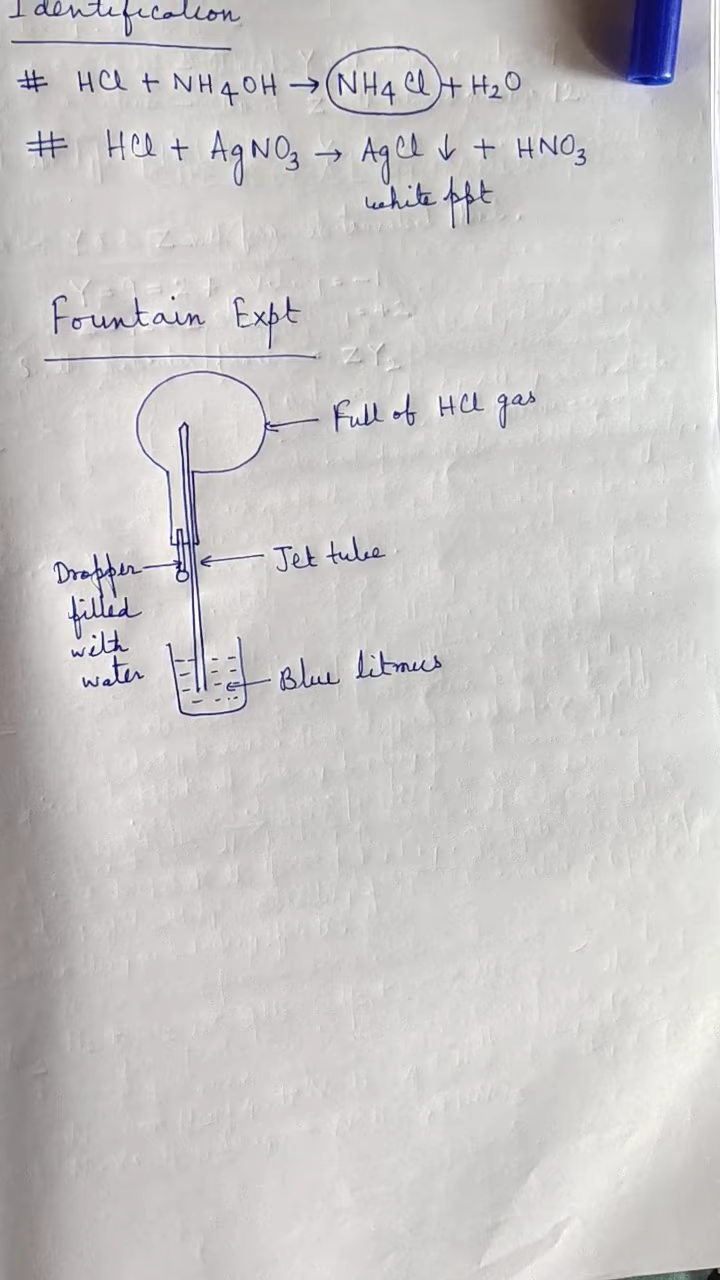 Identification
# HCl + NH4OH → NH4Cl + H2O
# HCl + AgNO3 → AgCl ↓ + HNO3
white ppt
Fountain Expt
Full of HCl gas
Jet tube
Dropper
filled
with
water
Blue litmus